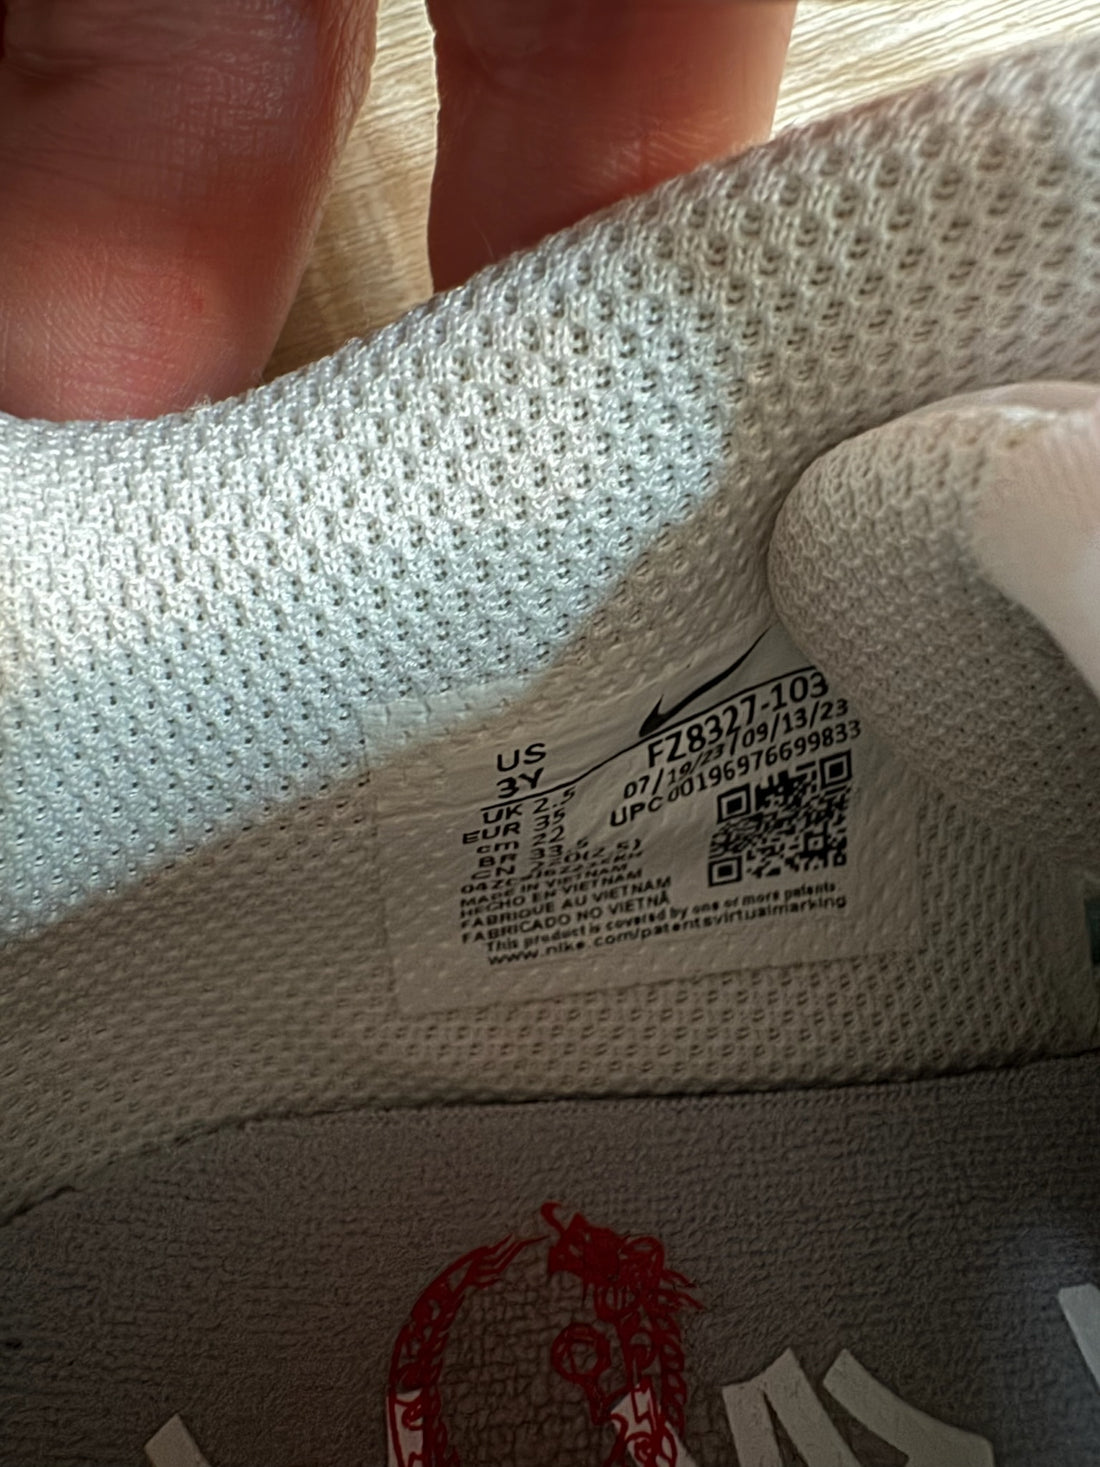 US
3Y
UK 2.5
EUR 35
cm 22
BR 33
CN
FZ8327-103
07/19/23 09/13/23
UPC 00196976699833
MADE IN VIETNAM
HECHO EN VIETNAM
FABRIQUE AU VIETNAM
FABRICADO NO VIETNÃ
This product is covered by one of more patents.
www.nike.com/patentsvirtualmarking